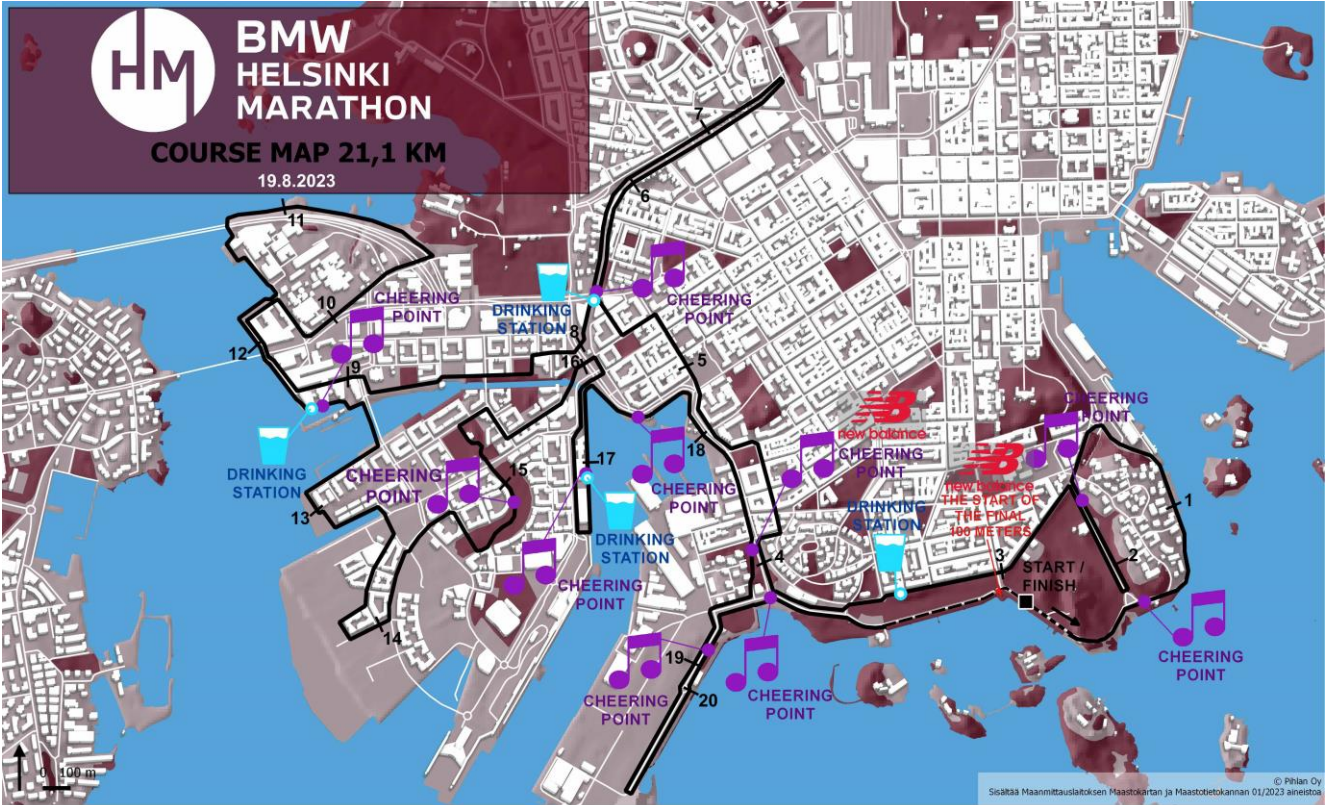 HM
BMW
HELSINKI
MARATHON
COURSE MAP 21,1 KM
19.8.2023
7
6
11
10
CHEERING
POINT
12
9
DRINKING
STATION
CHEERING
POINT
8
16
5
DRINKING
STATION
CHEERING
POINT
15
13
14
17
18
CHEERING
POINT
DRINKING
STATION
CHEERING
POINT
NB
new balance
CHEERING
POINT
DRINKING
STATION
4
NB
new balance
THE START OF
THE FINAL
100 METERS
CHEERING
POINT
1
2
3
START /
FINISH
CHEERING
POINT
19
20
CHEERING
POINT
CHEERING
POINT
0 100 m
© Pihlan Oy
Sisältää Maanmittauslaitoksen Maastokartan ja Maastotietokannan 01/2023 aineistoa